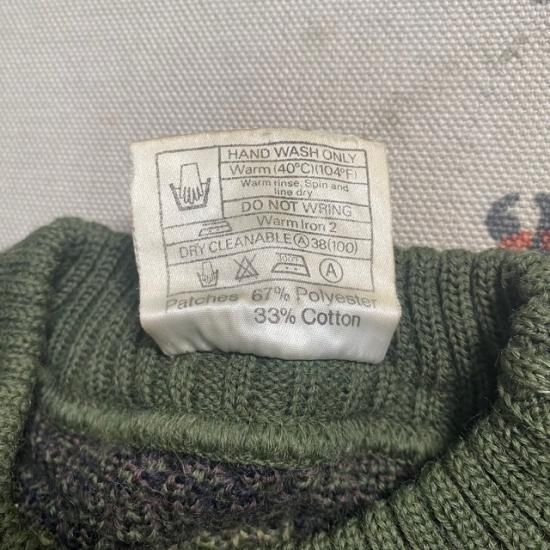 HAND WASH ONLY
Warm (40°C)(104°F)
Warm rinse, Spin and
line dry
DO NOT WRING
Warm Iron 2
DRY CLEANABLE Ⓐ 38(100)
Ⓐ
Patches 67% Polyester
33% Cotton